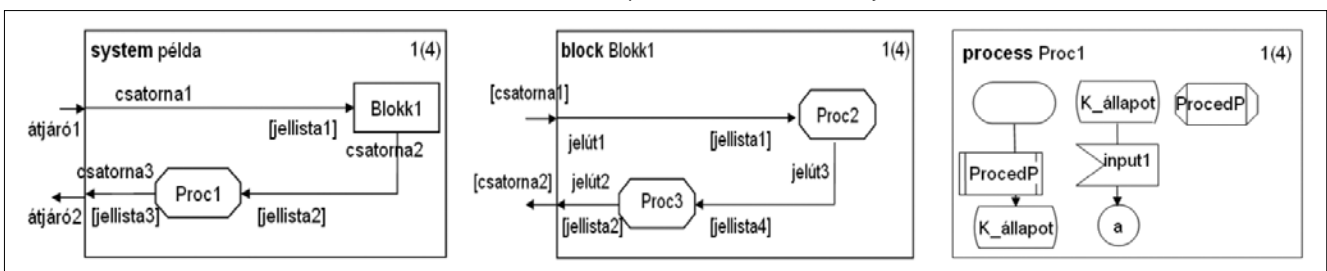 system példa 1(4)
csatorna1
Blokk1
átjáró1
[jellista1]
csatorna2
csatorna3
Proc1
átjáró2
[jellista3]
[jellista2]
block Blokk1 1(4)
[csatorna1]
Proc2
jelút1
[jellista1]
jelút3
[csatorna2]
jelút2
Proc3
[jellista2]
[jellista4]
process Proc1 1(4)
K_állapot
ProcedP
input1
ProcedP
K_állapot
a